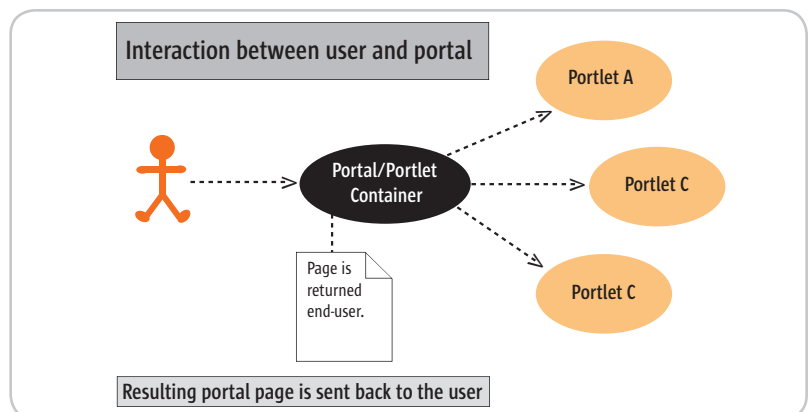 Interaction between user and portal
Portlet A
Portal/Portlet
Container
Portlet C
Page is
returned
end-user.
Portlet C
Resulting portal page is sent back to the user